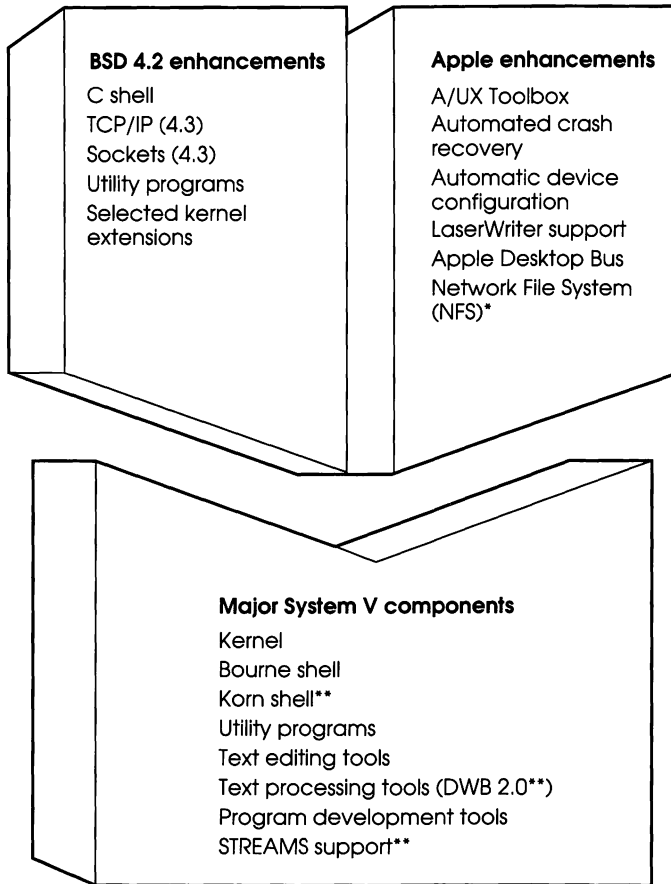 BSD 4.2 enhancements
C shell
TCP/IP (4.3)
Sockets (4.3)
Utility programs
Selected kernel
extensions
Apple enhancements
A/UX Toolbox
Automated crash
recovery
Automatic device
configuration
LaserWriter support
Apple Desktop Bus
Network File System
(NFS)*
Major System V components
Kernel
Bourne shell
Korn shell**
Utility programs
Text editing tools
Text processing tools (DWB 2.0**)
Program development tools
STREAMS support**